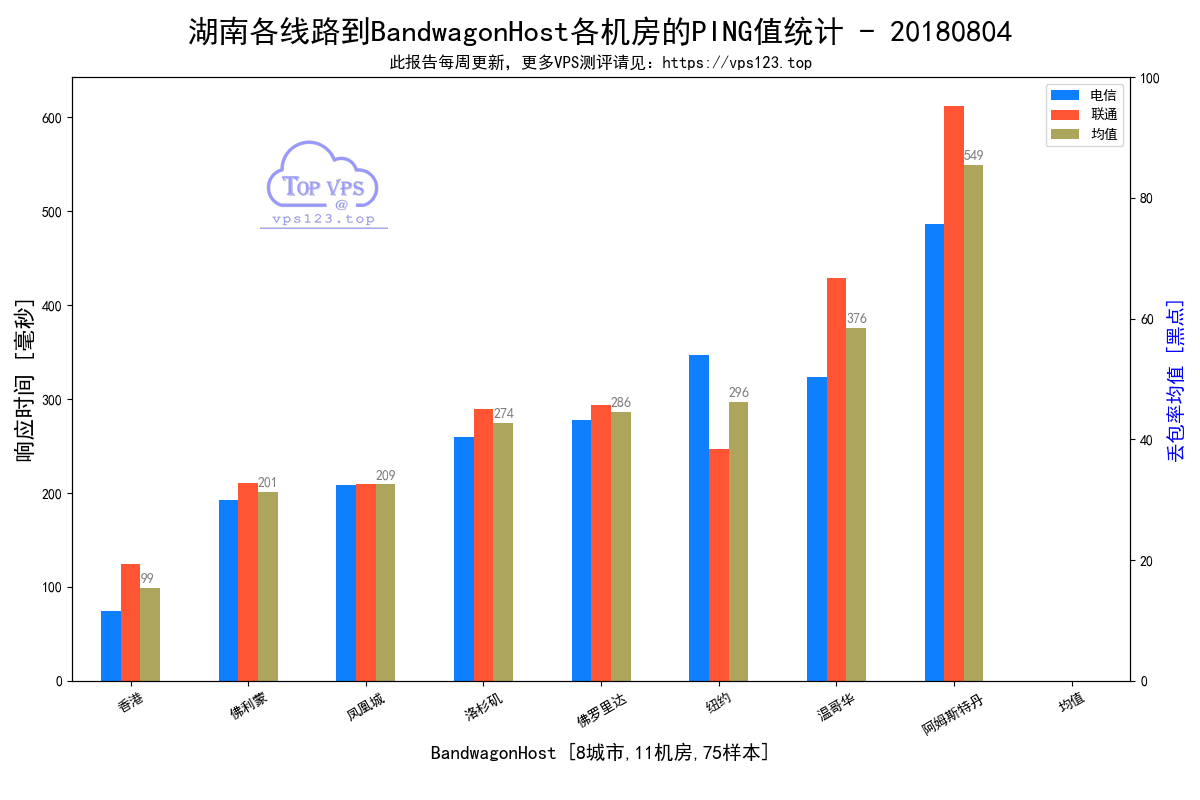 湖南各线路到BandwagonHost各机房的PING值统计 - 20180804
此报告每周更新，更多VPS测评请见：https://vps123.top
电信
联通
均值
TOP VPS
@
vps123.top
响应时间 [毫秒]
丢包率均值 [黑点]
600
500
400
300
200
100
0
100
80
60
40
20
0
99
201
209
274
286
296
376
549
香港
佛利蒙
凤凰城
洛杉矶
佛罗里达
纽约
温哥华
阿姆斯特丹
均值
BandwagonHost [8城市,11机房,75样本]